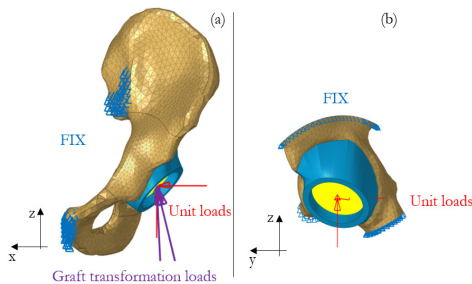 (a)
FIX
Unit loads
z
x
Graft transformation loads
(b)
FIX
Unit loads
z
y